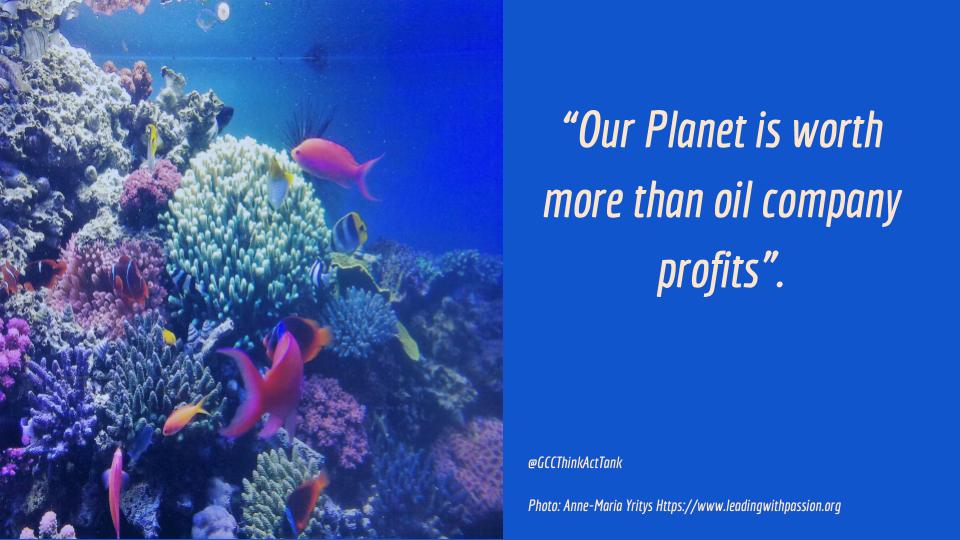 “Our Planet is worth
more than oil company
profits”.
@GCCThinkActTank
Photo: Anne-Maria Yritys Https://www.leadingwithpassion.org